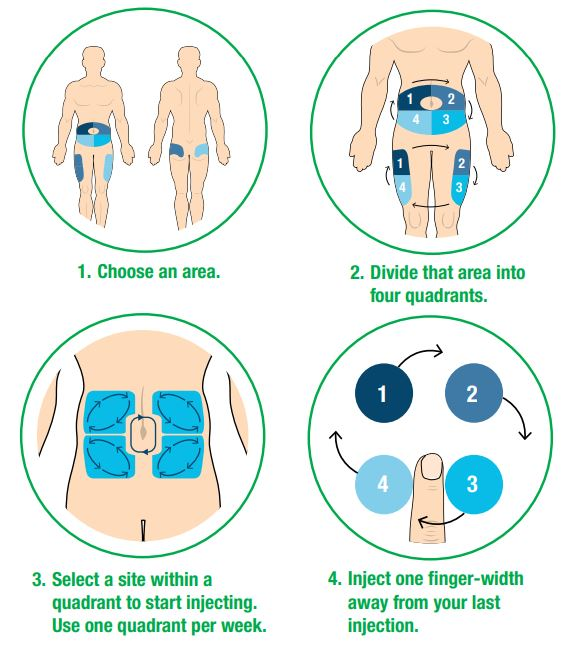 1 2
4 3
1 2
4 3
1. Choose an area.
2. Divide that area into
four quadrants.
1 2
4 3
3. Select a site within a
quadrant to start injecting.
Use one quadrant per week.
4. Inject one finger-width
away from your last
injection.